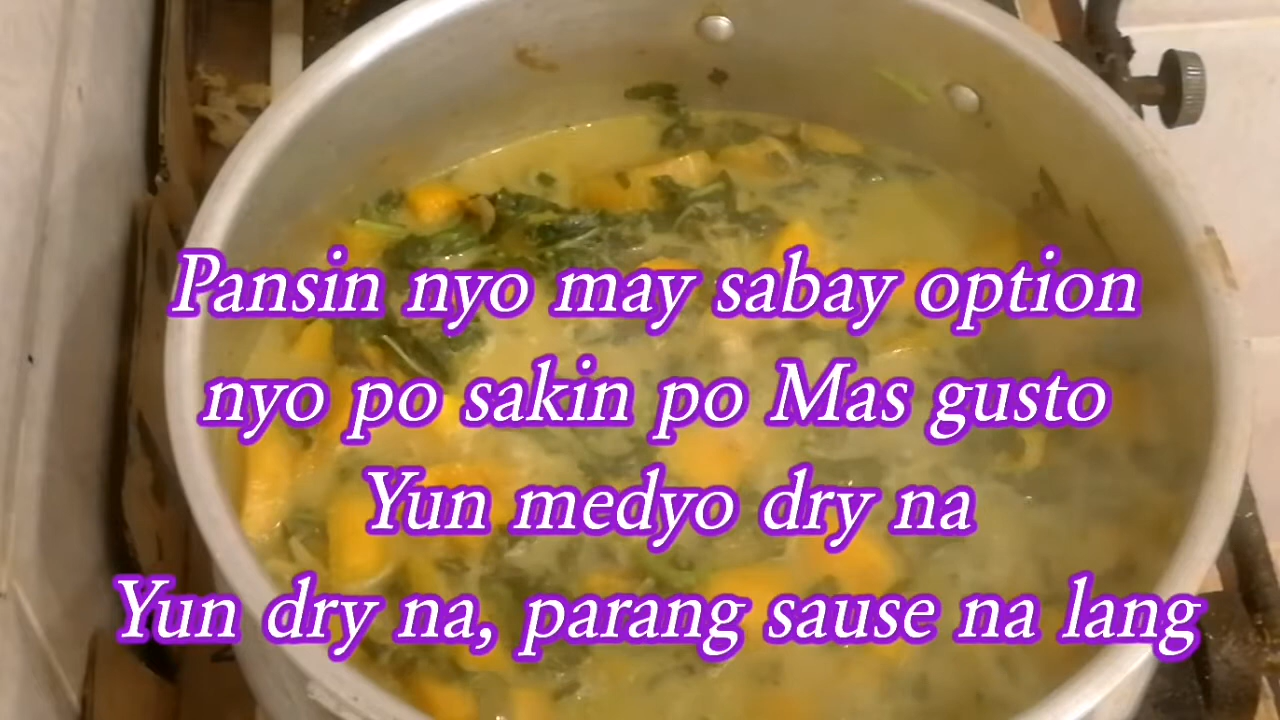 Pansin nyo may sabay option
nyo po sakin po Mas gusto
Yun medyo dry na
Yun dry na, parang sause na lang